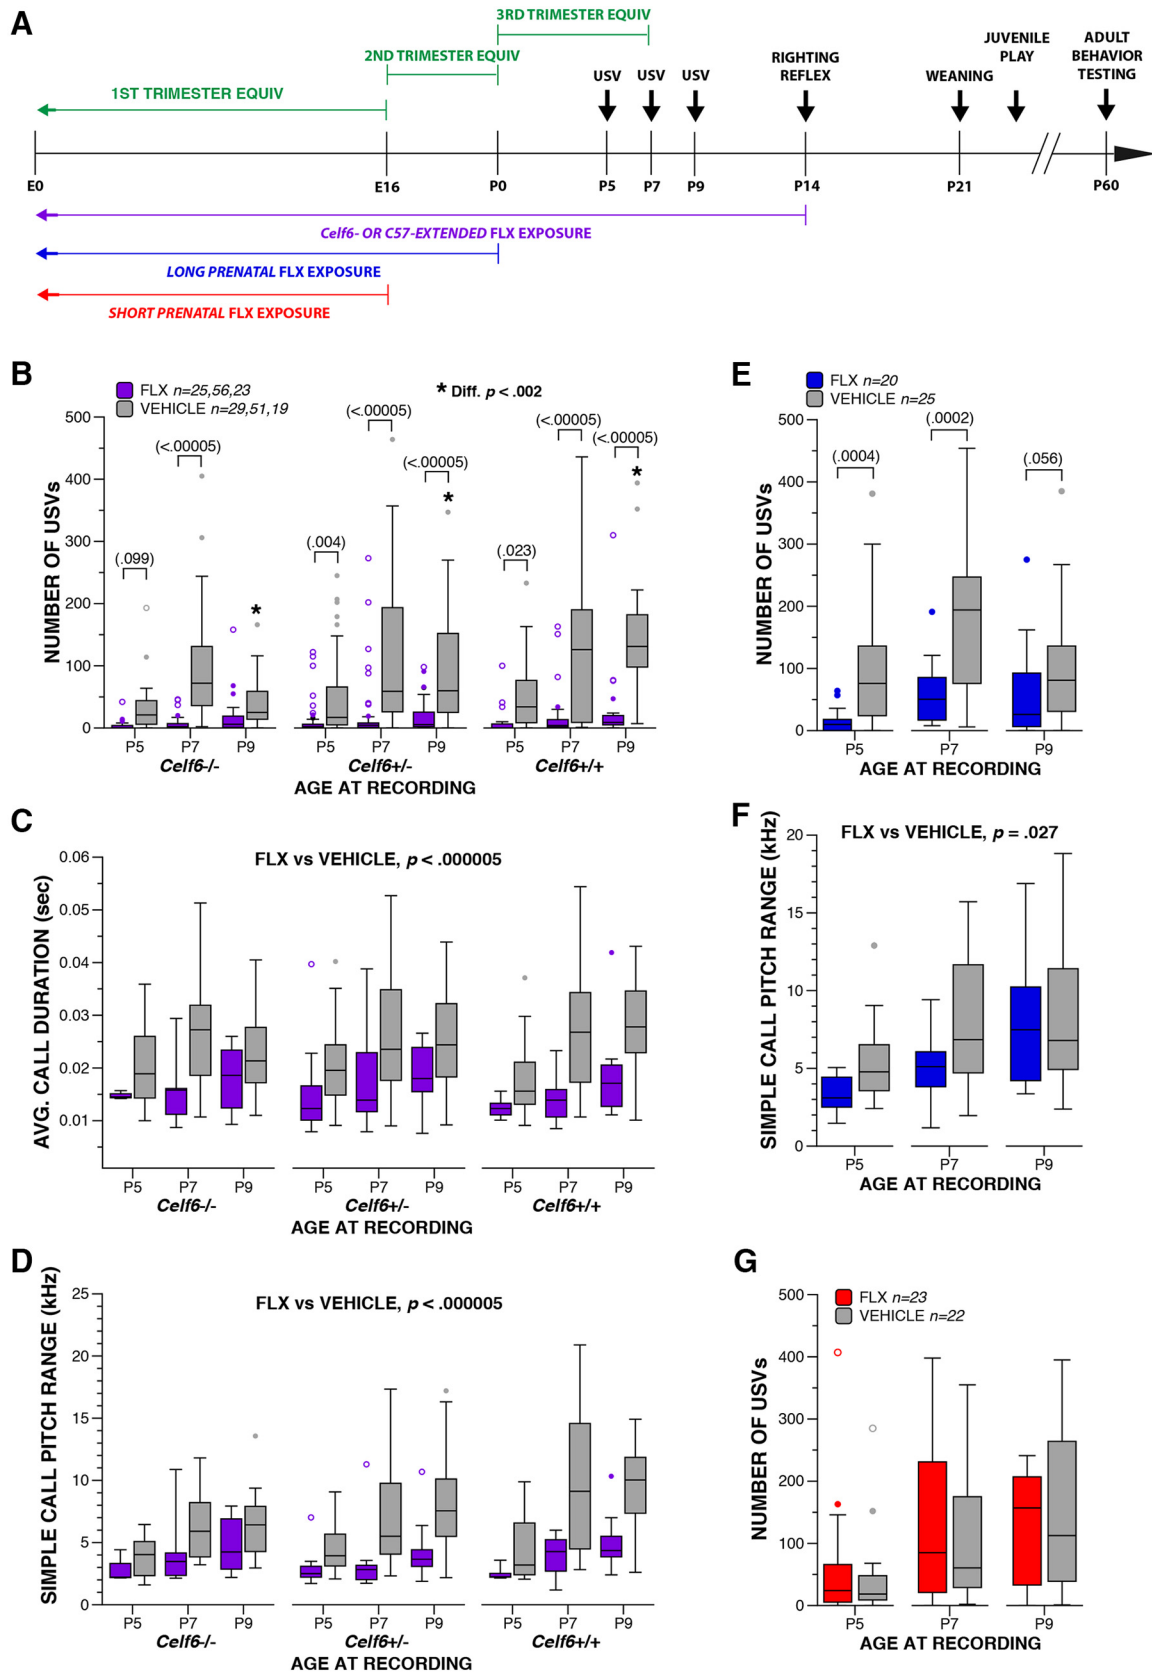 A
3RD TRIMESTER EQUIV
2ND TRIMESTER EQUIV
1ST TRIMESTER EQUIV
USV
USV
USV
RIGHTING
REFLEX
WEANING
JUVENILE
PLAY
ADULT
BEHAVIOR
TESTING
E0
E16
P0
P5
P7
P9
P14
P21
P60
Celf6- OR C57-EXTENDED FLX EXPOSURE
LONG PRENATAL FLX EXPOSURE
SHORT PRENATAL FLX EXPOSURE
B
FLX n=25,56,23
VEHICLE n=29,51,19
* Diff. p < .002
NUMBER OF USVs
500
400
300
200
100
0
(.099)
(<.00005)
*
(.004)
(<.00005)
(<.00005)
*
(.023)
(<.00005)
(<.00005)
*
P5 P7 P9
P5 P7 P9
P5 P7 P9
Celf6-/-
Celf6+/-
Celf6+/+
AGE AT RECORDING
C
FLX vs VEHICLE, p < .000005
AVG. CALL DURATION (sec)
0.06
0.05
0.04
0.03
0.02
0.01
P5 P7 P9
P5 P7 P9
P5 P7 P9
Celf6-/-
Celf6+/-
Celf6+/+
AGE AT RECORDING
D
FLX vs VEHICLE, p < .000005
SIMPLE CALL PITCH RANGE (kHz)
25
20
15
10
5
0
P5 P7 P9
P5 P7 P9
P5 P7 P9
Celf6-/-
Celf6+/-
Celf6+/+
AGE AT RECORDING
E
FLX n=20
VEHICLE n=25
NUMBER OF USVs
500
400
300
200
100
0
(.0004)
(.0002)
(.056)
P5 P7 P9
AGE AT RECORDING
F
FLX vs VEHICLE, p = .027
SIMPLE CALL PITCH RANGE (kHz)
20
15
10
5
0
P5 P7 P9
AGE AT RECORDING
G
FLX n=23
VEHICLE n=22
NUMBER OF USVs
500
400
300
200
100
0
P5 P7 P9
AGE AT RECORDING